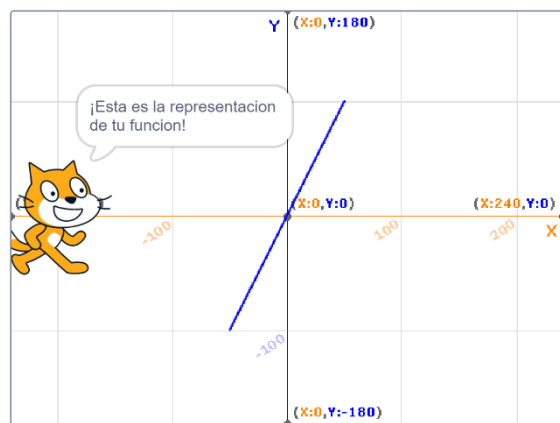 Y (X:0,Y:180)
¡Esta es la representacion
de tu funcion!
(X:0,Y:0)
(X:240,Y:0)
-100
100
200
X
-100
(X:0,Y:-180)